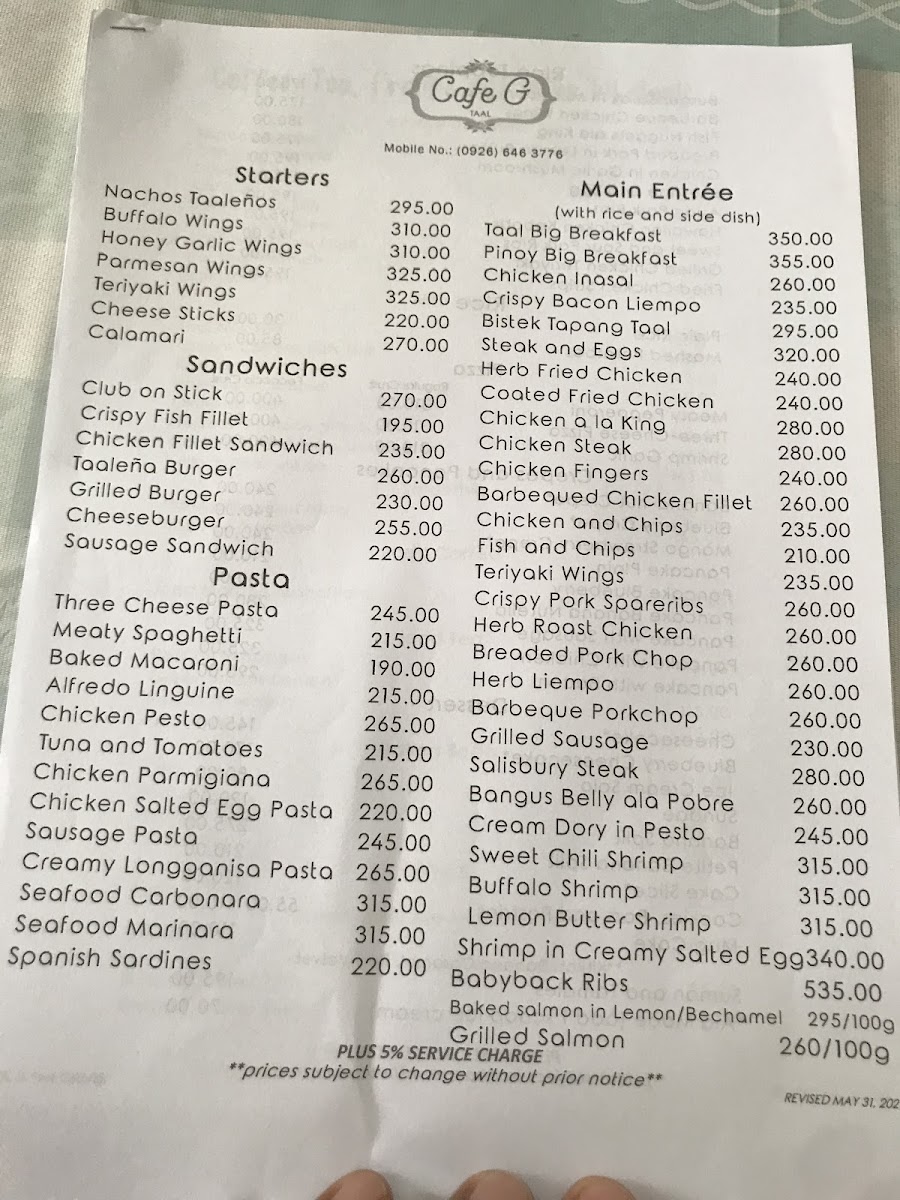 Cafe G
TAAL
Mobile No.: (0926) 646 3776
Starters
Nachos Taaleños 295.00
Buffalo Wings 310.00
Honey Garlic Wings 310.00
Parmesan Wings 325.00
Teriyaki Wings 325.00
Cheese Sticks 220.00
Calamari 270.00
Sandwiches
Club on Stick 270.00
Crispy Fish Fillet 195.00
Chicken Fillet Sandwich 235.00
Taaleña Burger 260.00
Grilled Burger 230.00
Cheeseburger 255.00
Sausage Sandwich 220.00
Pasta
Three Cheese Pasta 245.00
Meaty Spaghetti 215.00
Baked Macaroni 190.00
Alfredo Linguine 215.00
Chicken Pesto 265.00
Tuna and Tomatoes 215.00
Chicken Parmigiana 265.00
Chicken Salted Egg Pasta 220.00
Sausage Pasta 245.00
Creamy Longganisa Pasta 265.00
Seafood Carbonara 315.00
Seafood Marinara 315.00
Spanish Sardines 220.00
Main Entrée
(with rice and side dish)
Taal Big Breakfast 350.00
Pinoy Big Breakfast 355.00
Chicken Inasal 260.00
Crispy Bacon Liempo 235.00
Bistek Tapang Taal 295.00
Steak and Eggs 320.00
Herb Fried Chicken 240.00
Coated Fried Chicken 240.00
Chicken a la King 280.00
Chicken Steak 280.00
Chicken Fingers 240.00
Barbequed Chicken Fillet 260.00
Chicken and Chips 235.00
Fish and Chips 210.00
Teriyaki Wings 235.00
Crispy Pork Spareribs 260.00
Herb Roast Chicken 260.00
Breaded Pork Chop 260.00
Herb Liempo 260.00
Barbeque Porkchop 260.00
Grilled Sausage 230.00
Salisbury Steak 280.00
Bangus Belly ala Pobre 260.00
Cream Dory in Pesto 245.00
Sweet Chili Shrimp 315.00
Buffalo Shrimp 315.00
Lemon Butter Shrimp 315.00
Shrimp in Creamy Salted Egg 340.00
Babyback Ribs 535.00
Baked salmon in Lemon/Bechamel 295/100g
Grilled Salmon 260/100g
PLUS 5% SERVICE CHARGE
**prices subject to change without prior notice**
REVISED MAY 31, 202